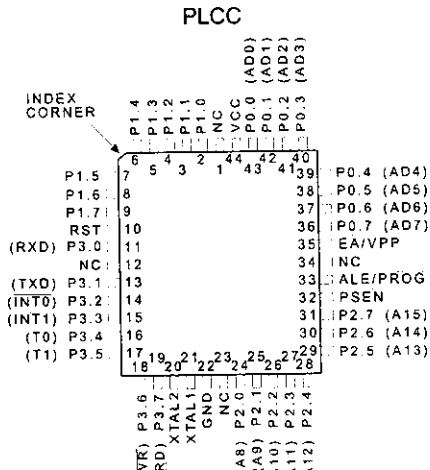 PLCC
INDEX
CORNER
P1.4
P1.3
P1.2
P1.1
P1.0
NC
VCC
P0.0 (AD0)
P0.1 (AD1)
P0.2 (AD2)
P0.3 (AD3)
6 5 4 3 2 1 44 43 42 41 40
P1.5 7
P1.6 8
P1.7 9
RST 10
(RXD) P3.0 11
NC 12
(TXD) P3.1 13
(INT0) P3.2 14
(INT1) P3.3 15
(T0) P3.4 16
(T1) P3.5 17
39 P0.4 (AD4)
38 P0.5 (AD5)
37 P0.6 (AD6)
36 P0.7 (AD7)
35 EA/VPP
34 NC
33 ALE/PROG
32 PSEN
31 P2.7 (A15)
30 P2.6 (A14)
29 P2.5 (A13)
18 19 20 21 22 23 24 25 26 27 28
WR) P3.6
RD) P3.7
XTAL2
XTAL1
GND
NC
A8) P2.0
A9) P2.1
10) P2.2
11) P2.3
12) P2.4